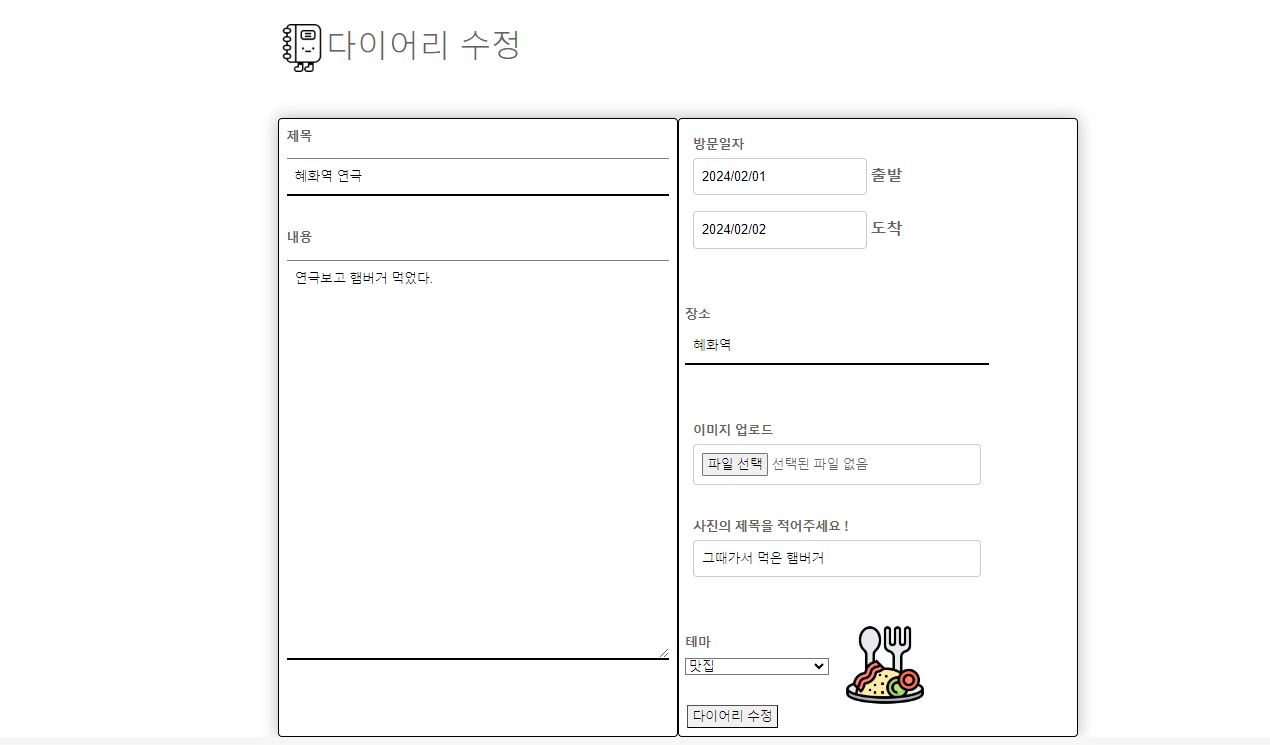 다이어리 수정
제목
혜화역 연극
내용
연극보고 햄버거 먹었다.
방문일자
2024/02/01 출발
2024/02/02 도착
장소
혜화역
이미지 업로드
파일 선택 선택된 파일 없음
사진의 제목을 적어주세요 !
그때가서 먹은 햄버거
테마
맛집
다이어리 수정